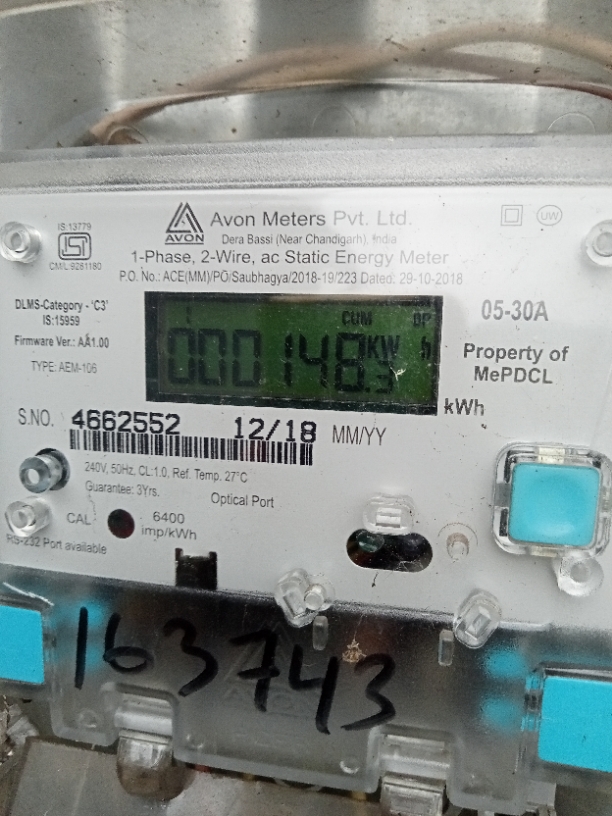 IS:13779
ISI
CM/L-9261180
AVON
Avon Meters Pvt. Ltd.
Dera Bassi (Near Chandigarh), India
UW
1-Phase, 2-Wire, ac Static Energy Meter
P.O. No.: ACE(MM)/PO/Saubhagya/2018-19/223 Dated: 29-10-2018
DLMS-Category - 'C3'
IS:15959
Firmware Ver.: AA1.00
TYPE: AEM-106
1 CUM
000148.3 KW h
kWh
05-30A
Property of
MePDCL
S.NO. 4662552 12/18 MM/YY
240V, 50Hz, CL:1.0, Ref. Temp. 27°C
Guarantee: 3Yrs.
Optical Port
CAL
6400
imp/kWh
RS-232 Port available
163743